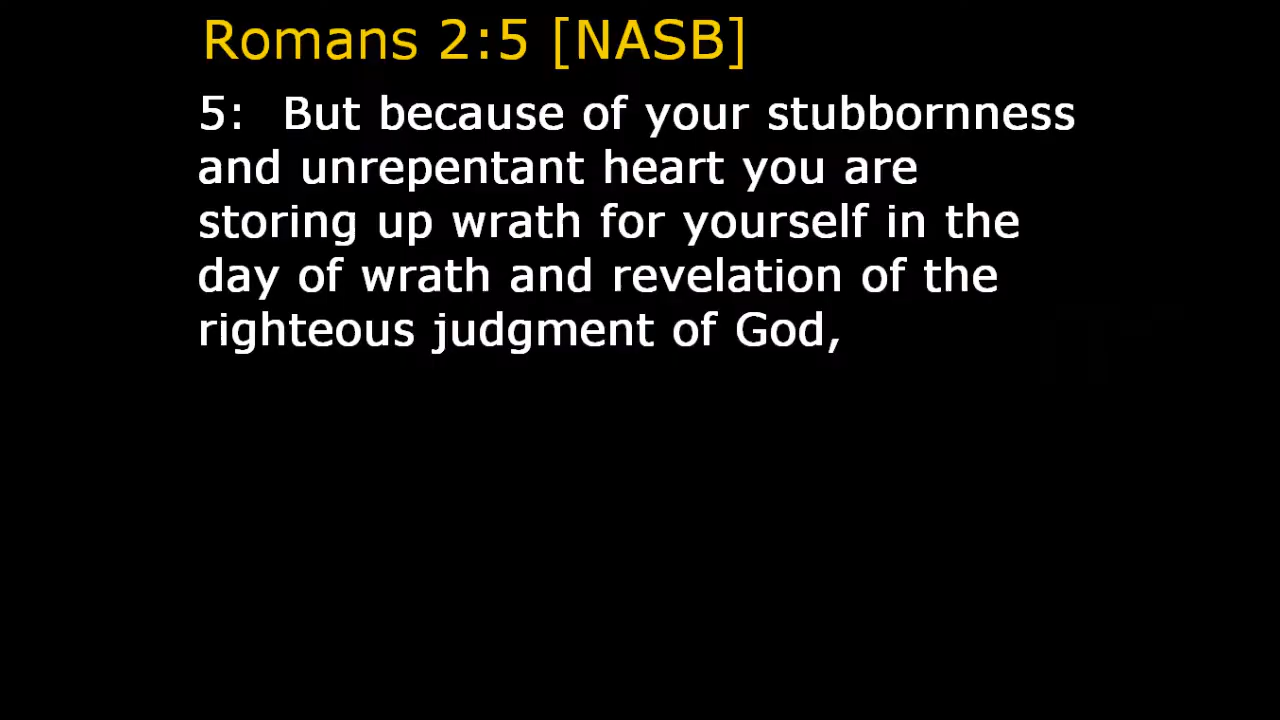 Romans 2:5 [NASB]
5: But because of your stubbornness
and unrepentant heart you are
storing up wrath for yourself in the
day of wrath and revelation of the
righteous judgment of God,